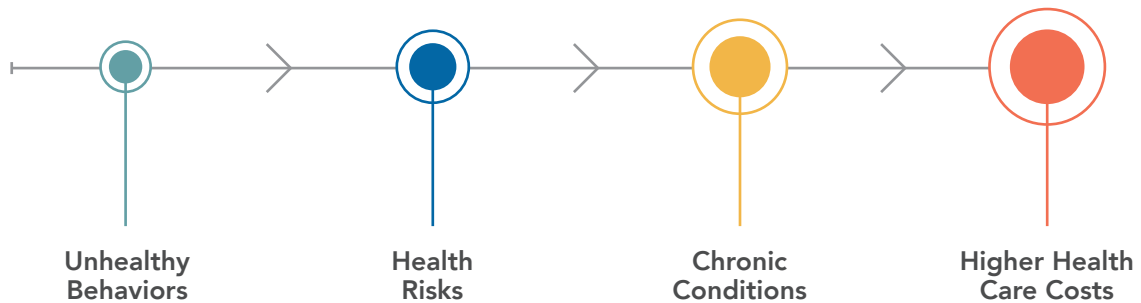 Unhealthy
Behaviors
Health
Risks
Chronic
Conditions
Higher Health
Care Costs